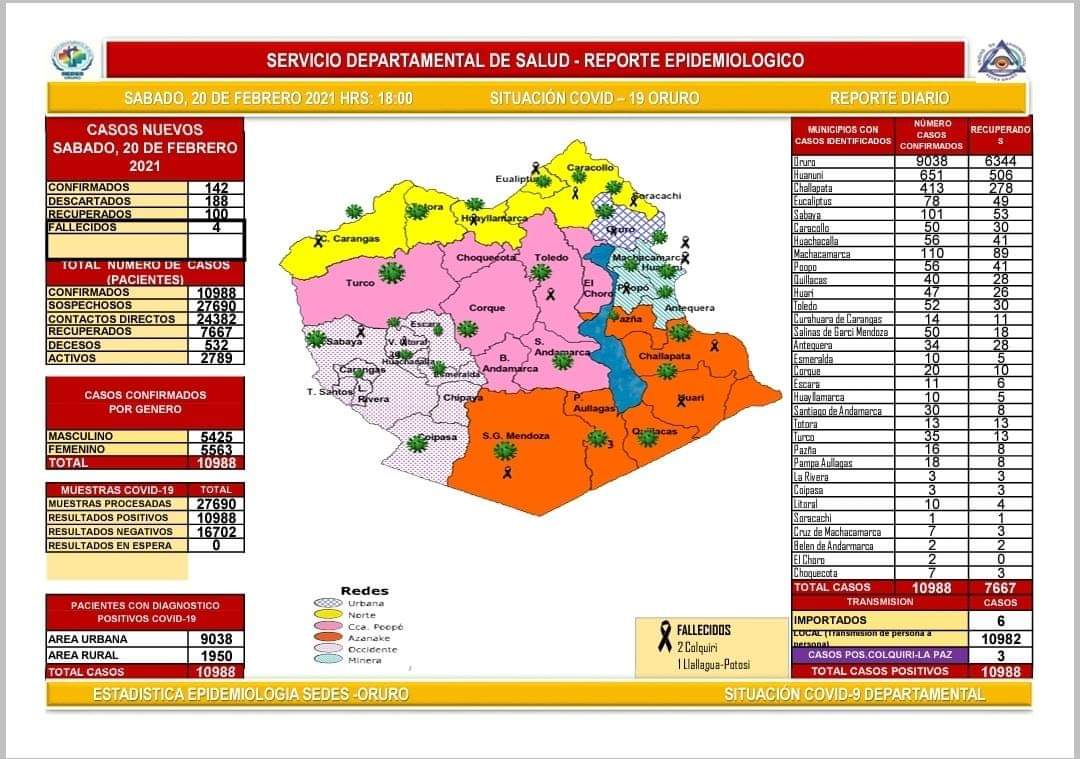 SERVICIO DEPARTAMENTAL DE SALUD - REPORTE EPIDEMIOLOGICO
SABADO, 20 DE FEBRERO 2021 HRS: 18:00 SITUACIÓN COVID – 19 ORURO REPORTE DIARIO
CASOS NUEVOS
SABADO, 20 DE FEBRERO
2021
CONFIRMADOS 142
DESCARTADOS 188
RECUPERADOS 100
FALLECIDOS 4
TOTAL NUMERO DE CASOS
(PACIENTES)
CONFIRMADOS 10988
SOSPECHOSOS 27690
CONTACTOS DIRECTOS 24382
RECUPERADOS 7667
DECESOS 532
ACTIVOS 2789
CASOS CONFIRMADOS
POR GENERO
MASCULINO 5425
FEMENINO 5563
TOTAL 10988
MUESTRAS COVID-19 TOTAL
MUESTRAS PROCESADAS 27690
RESULTADOS POSITIVOS 10988
RESULTADOS NEGATIVOS 16702
RESULTADOS EN ESPERA 0
PACIENTES CON DIAGNOSTICO
POSITIVOS COVID-19
AREA URBANA 9038
AREA RURAL 1950
TOTAL CASOS 10988
Caracollo
Eualiptus
Soracachi
Totora
Huayllamarca
Oruro
C. Carangas
Choquecota
Toledo
Machacamarca
Huanuni
Turco
El
Choro
Poopó
Antequera
Corque
Pazña
Escara
Sabaya
V. Litoral
Huachacalla
S.
Andamarca
Challapata
B.
Andamarca
Carangas
Esmeralda
T. Santos
L.
Rivera
Chipaya
P.
Aullagas
Huari
Coipasa
S.G. Mendoza
Quillacas
3
Redes
Urbana
Norte
Cca. Poopó
Azanake
Occidente
Minera
FALLECIDOS
2 Colquiri
1 Llallagua-Potosi
MUNICIPIOS CON CASOS IDENTIFICADOS NÚMERO CASOS CONFIRMADOS RECUPERADOS
Oruro 9038 6344
Huanuni 651 506
Challapata 413 278
Eucaliptus 78 49
Sabaya 101 53
Caracollo 50 30
Huachacalla 56 41
Machacamarca 110 89
Poopo 56 41
Quillacas 40 28
Huari 47 26
Toledo 52 30
Curahuara de Carangas 14 11
Salinas de Garci Mendoza 50 18
Antequera 34 28
Esmeralda 10 5
Corque 20 10
Escara 11 6
Huayllamarca 10 5
Santiago de Andamarca 30 8
Totora 13 13
Turco 35 13
Pazña 16 8
Pampa Aullagas 18 8
La Rivera 3 3
Coipasa 3 3
Litoral 10 4
Soracachi 1 1
Cruz de Machacamarca 7 3
Belen de Andarmarca 2 2
El Choro 2 0
Choquecota 7 3
TOTAL CASOS 10988 7667
TRANSMISION CASOS
IMPORTADOS 6
LOCAL (Transmision de persona a persona) 10982
CASOS POS.COLQUIRI-LA PAZ 3
TOTAL CASOS POSITIVOS 10988
ESTADISTICA EPIDEMIOLOGIA SEDES -ORURO SITUACIÓN COVID-9 DEPARTAMENTAL